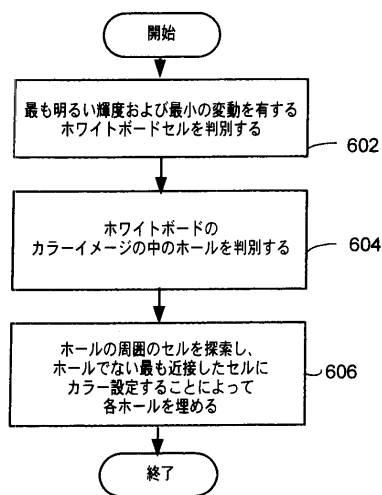 開始
最も明るい輝度および最小の変動を有する
ホワイトボードセルを判別する
602
ホワイトボードの
カラーイメージの中のホールを判別する
604
ホールの周囲のセルを探索し、
ホールでない最も近接したセルに
カラー設定することによって
各ホールを埋める
606
終了